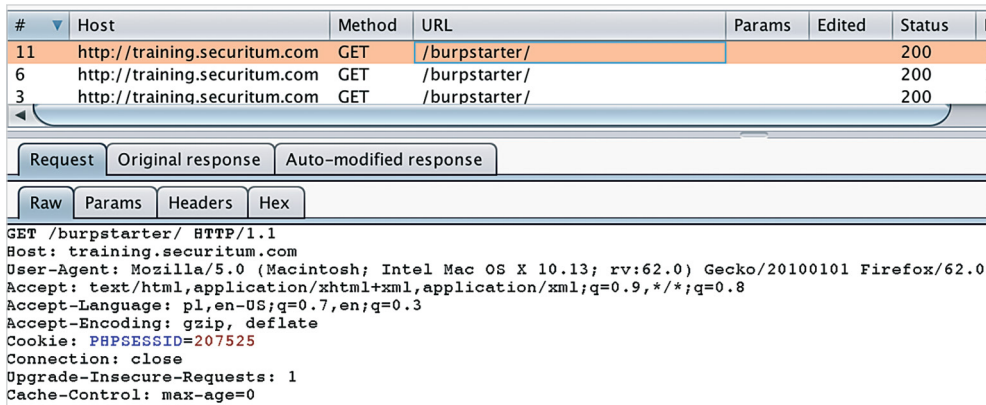 # Host Method URL Params Edited Status
11 http://training.securitum.com GET /burpstarter/ 200
6 http://training.securitum.com GET /burpstarter/ 200
3 http://training.securitum.com GET /burpstarter/ 200
Request Original response Auto-modified response
Raw Params Headers Hex
GET /burpstarter/ HTTP/1.1
Host: training.securitum.com
User-Agent: Mozilla/5.0 (Macintosh; Intel Mac OS X 10.13; rv:62.0) Gecko/20100101 Firefox/62.0
Accept: text/html,application/xhtml+xml,application/xml;q=0.9,*/*;q=0.8
Accept-Language: pl,en-US;q=0.7,en;q=0.3
Accept-Encoding: gzip, deflate
Cookie: PHPSESSID=207525
Connection: close
Upgrade-Insecure-Requests: 1
Cache-Control: max-age=0